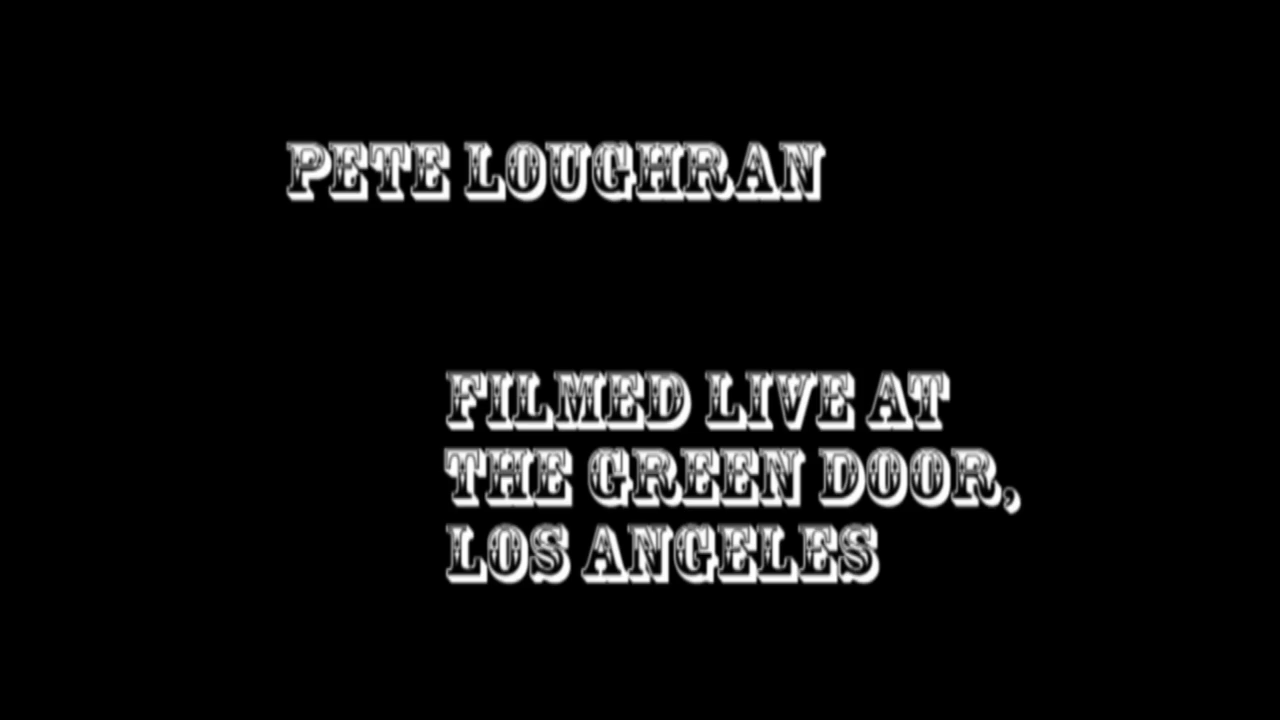 PETE LOUGHRAN
FILMED LIVE AT
THE GREEN DOOR,
LOS ANGELES